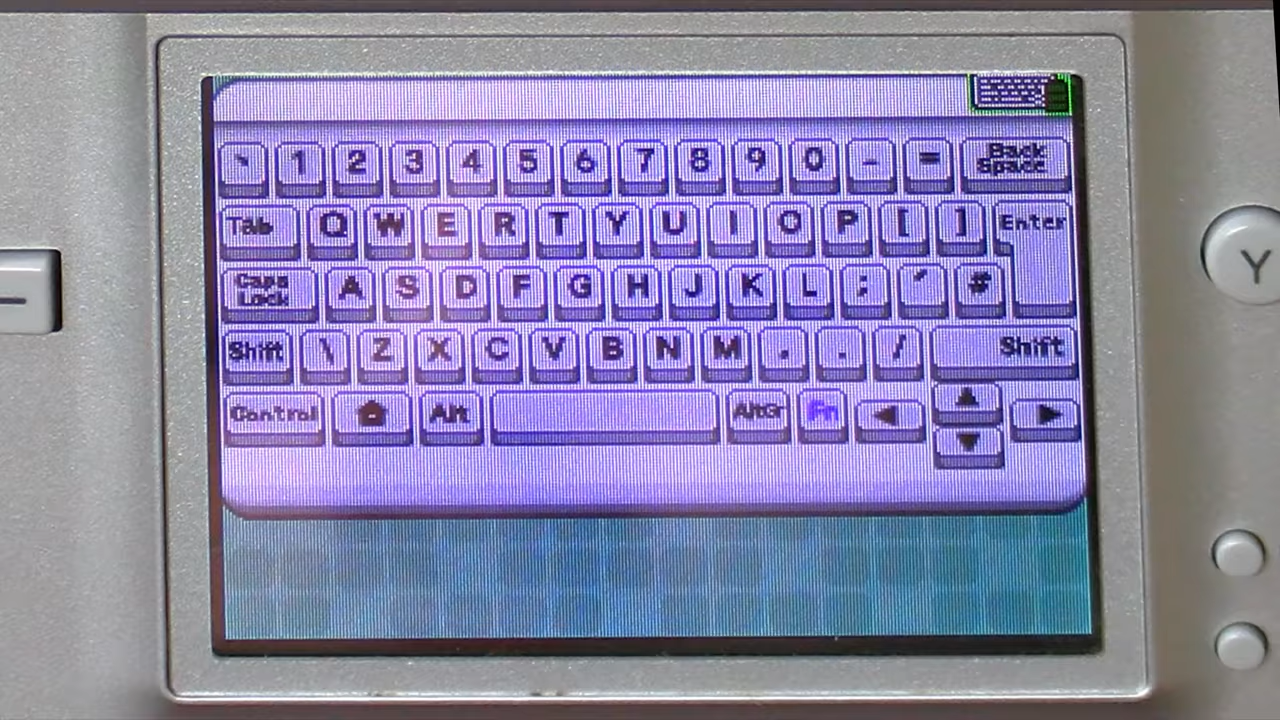 ` 1 2 3 4 5 6 7 8 9 0 - = Back Space
Tab Q W E R T Y U I O P [ ] Enter
Caps Lock A S D F G H J K L ; ' #
Shift \ Z X C V B N M , . / Shift
Control Alt AltGr Fn
Y